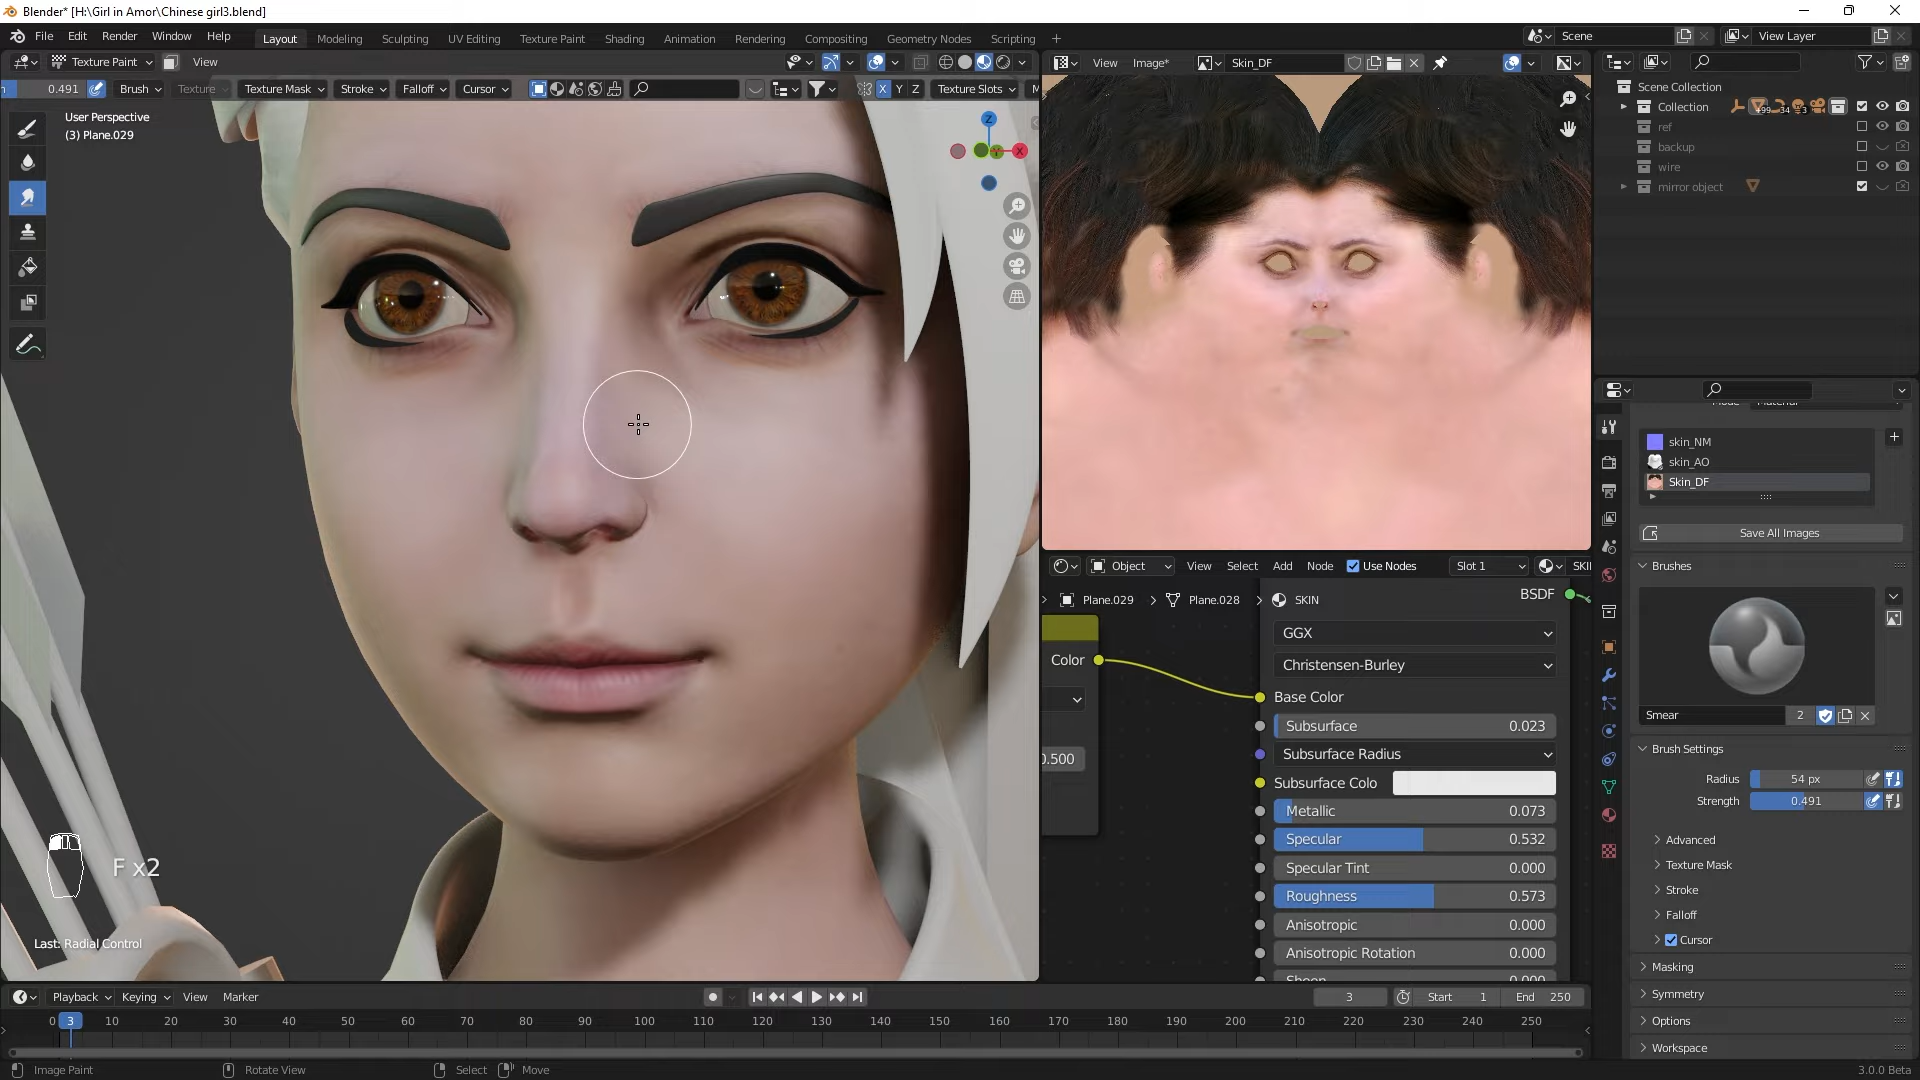 Blender* [H:\Girl in Amor\Chinese girl3.blend]
File Edit Render Window Help Layout Modeling Sculpting UV Editing Texture Paint Shading Animation Rendering Compositing Geometry Nodes Scripting + Scene View Layer
Texture Paint View
View Image* Skin_DF
0.491 Brush Texture Texture Mask Stroke Falloff Cursor X Y Z Texture Slots
User Perspective
(3) Plane.029
Z
X
Y
Scene Collection
Collection
ref
backup
wire
mirror object
skin_NM
skin_AO
Skin_DF
Save All Images
Brushes
Smear 2
Brush Settings
Radius 54 px
Strength 0.491
Advanced
Texture Mask
Stroke
Falloff
Cursor
Masking
Symmetry
Options
Workspace
Object View Select Add Node Use Nodes Slot 1 SKI
Plane.029 Plane.028 SKIN BSDF
GGX
Color Christensen-Burley
Base Color
Subsurface 0.023
0.500 Subsurface Radius
Subsurface Colo
Metallic 0.073
Specular 0.532
Specular Tint 0.000
Roughness 0.573
Anisotropic 0.000
Anisotropic Rotation 0.000
F x2
Last: Radial Control
Playback Keying View Marker 3 Start 1 End 250
0 3 10 20 30 40 50 60 70 80 90 100 110 120 130 140 150 160 170 180 190 200 210 220 230 240 250
Image Paint Rotate View Select Move 3.0.0 Beta